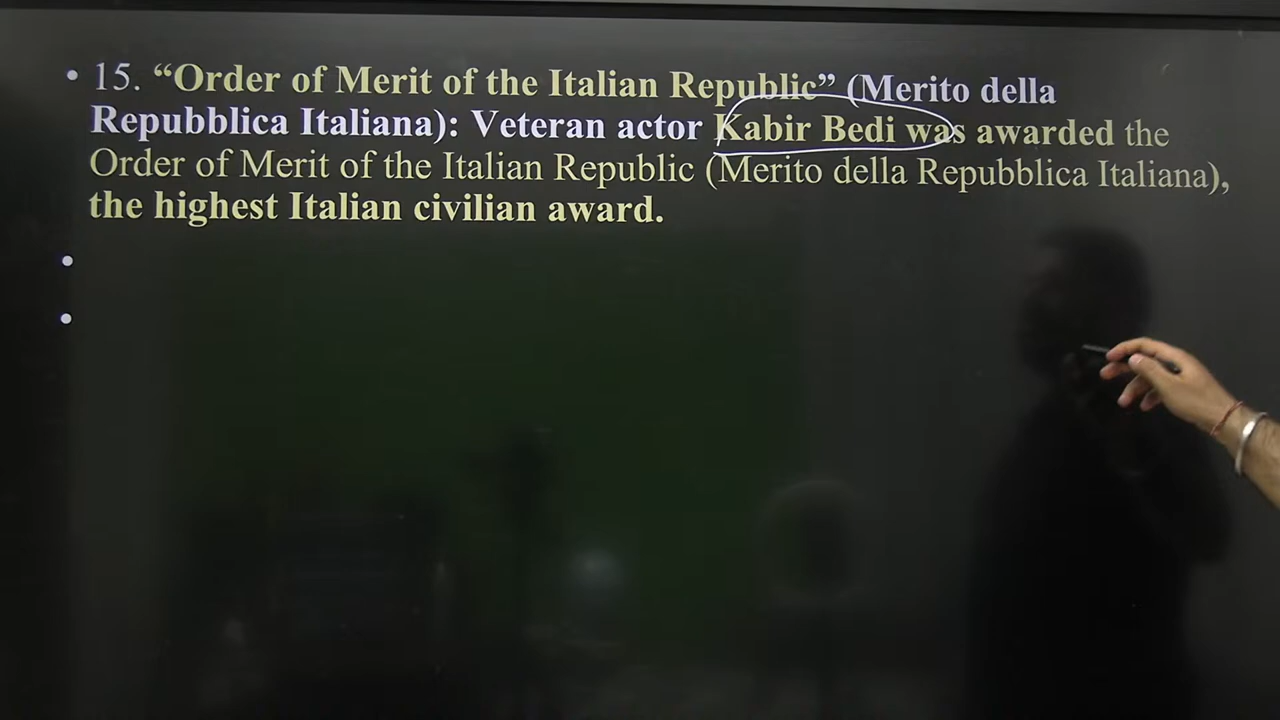 • 15. “Order of Merit of the Italian Republic” (Merito della
Repubblica Italiana): Veteran actor Kabir Bedi was awarded the
Order of Merit of the Italian Republic (Merito della Repubblica Italiana),
the highest Italian civilian award.
•
•